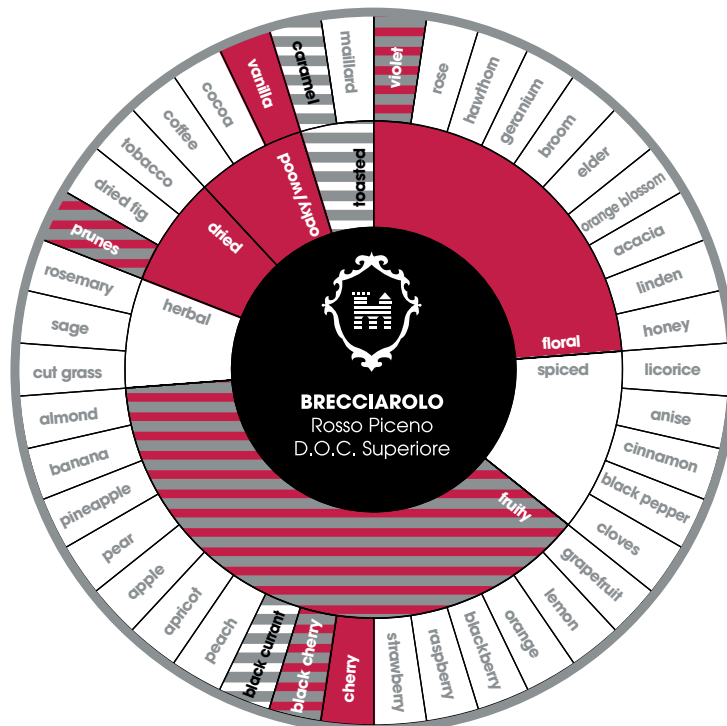 BRECCIAROLO
Rosso Piceno
D.O.C. Superiore
toasted
floral
spiced
fruity
herbal
dried
oaky/wood
violet
rose
hawthorn
geranium
broom
elder
orange blossom
acacia
linden
honey
licorice
anise
cinnamon
black pepper
cloves
grapefruit
lemon
orange
blackberry
raspberry
strawberry
cherry
black cherry
black currant
peach
apricot
apple
pear
pineapple
banana
almond
cut grass
sage
rosemary
prunes
dried fig
tobacco
coffee
cocoa
vanilla
caramel
maillard